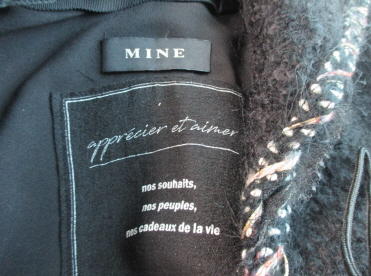 MINE
apprécier et aimer
nos souhaits,
nos peuples,
nos cadeaux de la vie